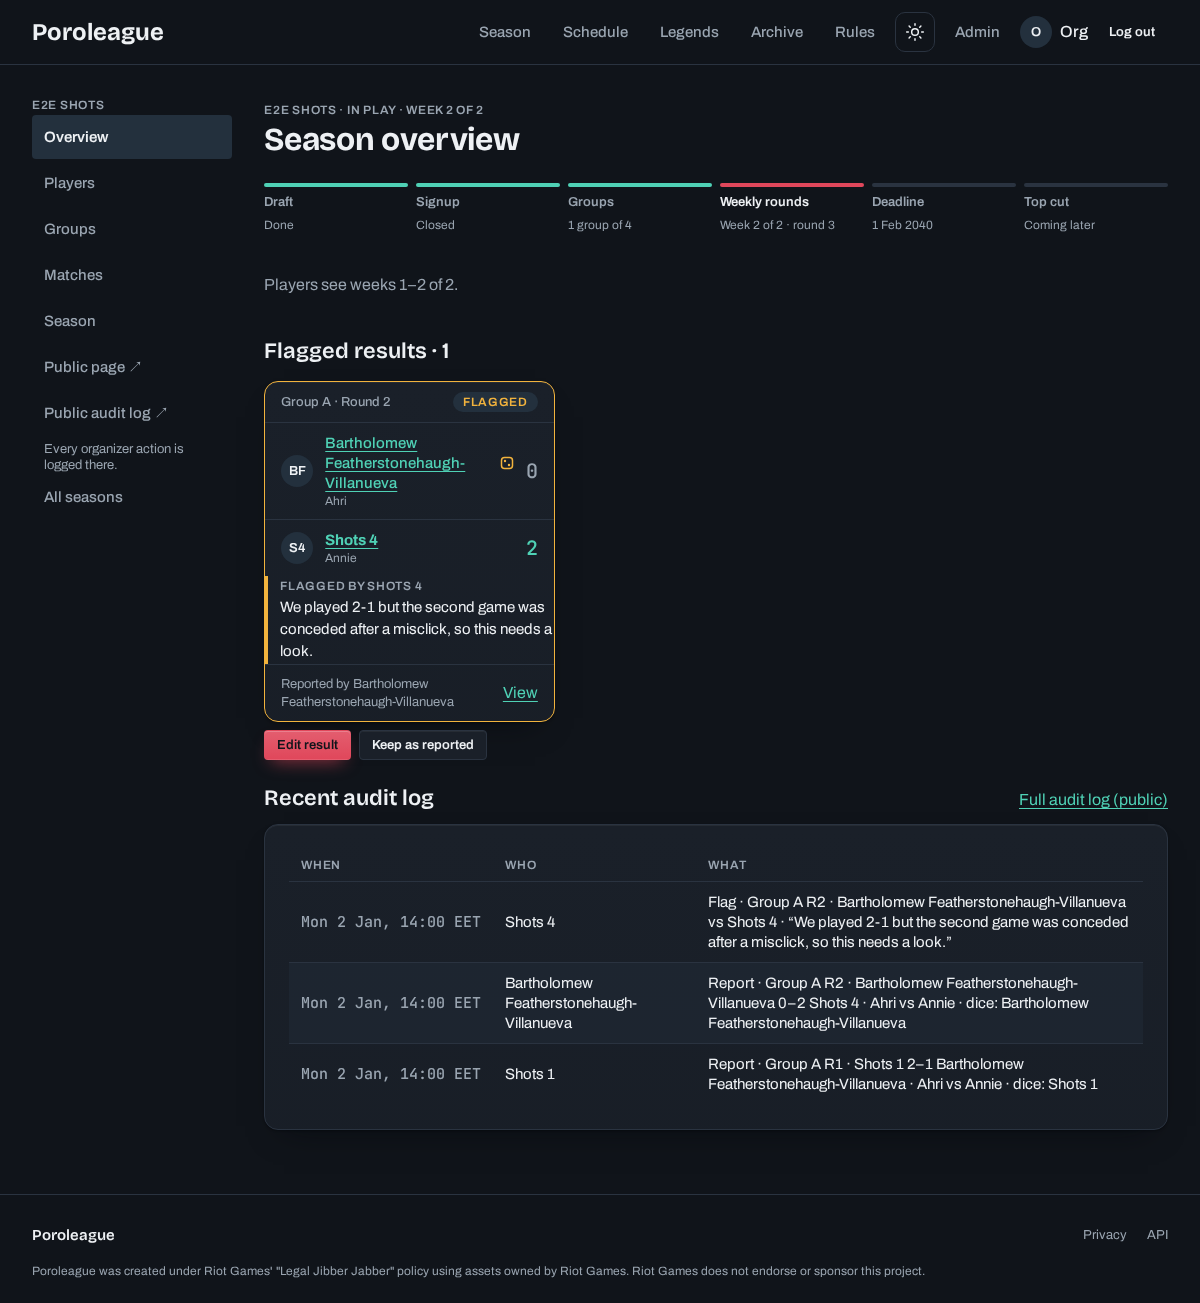 Poroleague
Season
Schedule
Legends
Archive
Rules
Admin
O
Org
Log out
E2E SHOTS
Overview
Players
Groups
Matches
Season
Public page ↗
Public audit log ↗
Every organizer action is
logged there.
All seasons
E2E SHOTS · IN PLAY · WEEK 2 OF 2
Season overview
Draft
Done
Signup
Closed
Groups
1 group of 4
Weekly rounds
Week 2 of 2 · round 3
Deadline
1 Feb 2040
Top cut
Coming later
Players see weeks 1–2 of 2.
Flagged results · 1
Group A · Round 2
FLAGGED
BF
Bartholomew
Featherstonehaugh-
Villanueva
Ahri
0
S4
Shots 4
Annie
2
FLAGGED BY SHOTS 4
We played 2-1 but the second game was
conceded after a misclick, so this needs a
look.
Reported by Bartholomew
Featherstonehaugh-Villanueva
View
Edit result
Keep as reported
Recent audit log
Full audit log (public)
WHEN
WHO
WHAT
Mon 2 Jan, 14:00 EET
Shots 4
Flag · Group A R2 · Bartholomew Featherstonehaugh-Villanueva
vs Shots 4 · “We played 2-1 but the second game was conceded
after a misclick, so this needs a look.”
Mon 2 Jan, 14:00 EET
Bartholomew
Featherstonehaugh-
Villanueva
Report · Group A R2 · Bartholomew Featherstonehaugh-
Villanueva 0–2 Shots 4 · Ahri vs Annie · dice: Bartholomew
Featherstonehaugh-Villanueva
Mon 2 Jan, 14:00 EET
Shots 1
Report · Group A R1 · Shots 1 2–1 Bartholomew
Featherstonehaugh-Villanueva · Ahri vs Annie · dice: Shots 1
Poroleague
Privacy
API
Poroleague was created under Riot Games' "Legal Jibber Jabber" policy using assets owned by Riot Games. Riot Games does not endorse or sponsor this project.